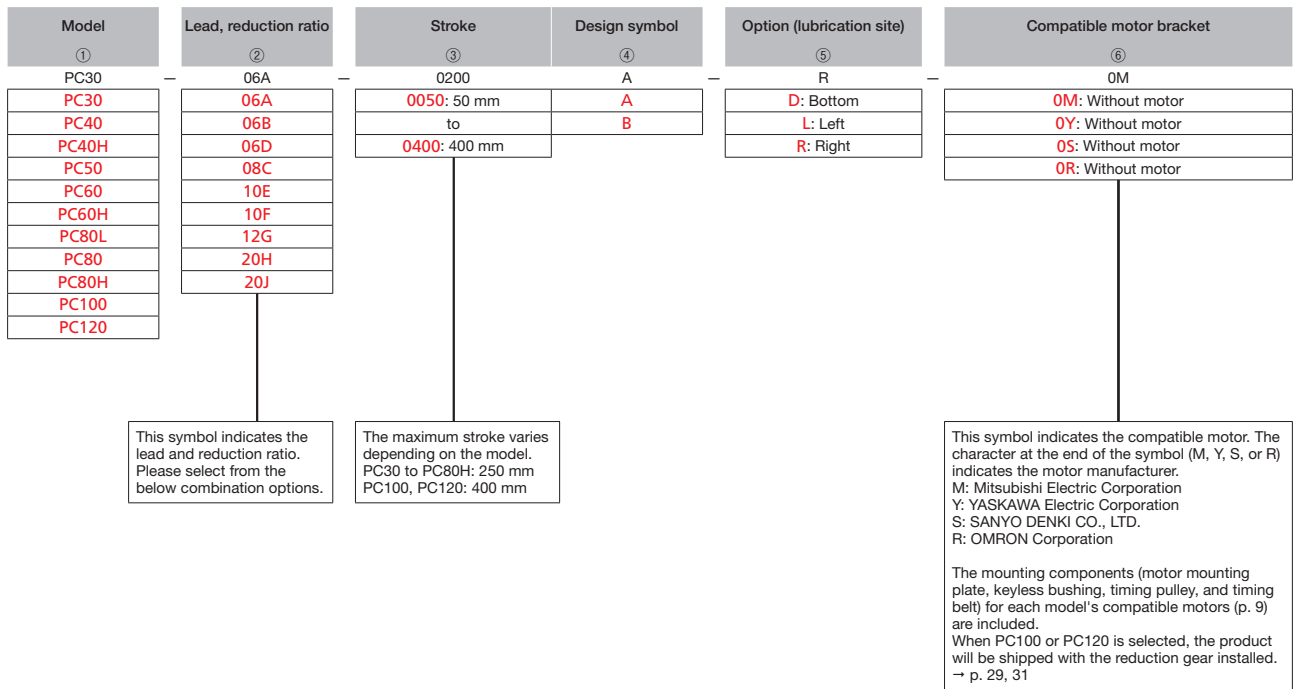 Model Lead, reduction ratio Stroke Design symbol Option (lubrication site) Compatible motor bracket
① ② ③ ④ ⑤ ⑥
PC30 — 06A — 0200 A — R — 0M
PC30 06A 0050: 50 mm A D: Bottom 0M: Without motor
PC40 06B to B L: Left 0Y: Without motor
PC40H 06D 0400: 400 mm R: Right 0S: Without motor
PC50 08C 0R: Without motor
PC60 10E
PC60H 10F
PC80L 12G
PC80 20H
PC80H 20J
PC100
PC120
This symbol indicates the
lead and reduction ratio.
Please select from the
below combination options.
The maximum stroke varies
depending on the model.
PC30 to PC80H: 250 mm
PC100, PC120: 400 mm
This symbol indicates the compatible motor. The
character at the end of the symbol (M, Y, S, or R)
indicates the motor manufacturer.
M: Mitsubishi Electric Corporation
Y: YASKAWA Electric Corporation
S: SANYO DENKI CO., LTD.
R: OMRON Corporation
The mounting components (motor mounting
plate, keyless bushing, timing pulley, and timing
belt) for each model's compatible motors (p. 9)
are included.
When PC100 or PC120 is selected, the product
will be shipped with the reduction gear installed.
→ p. 29, 31